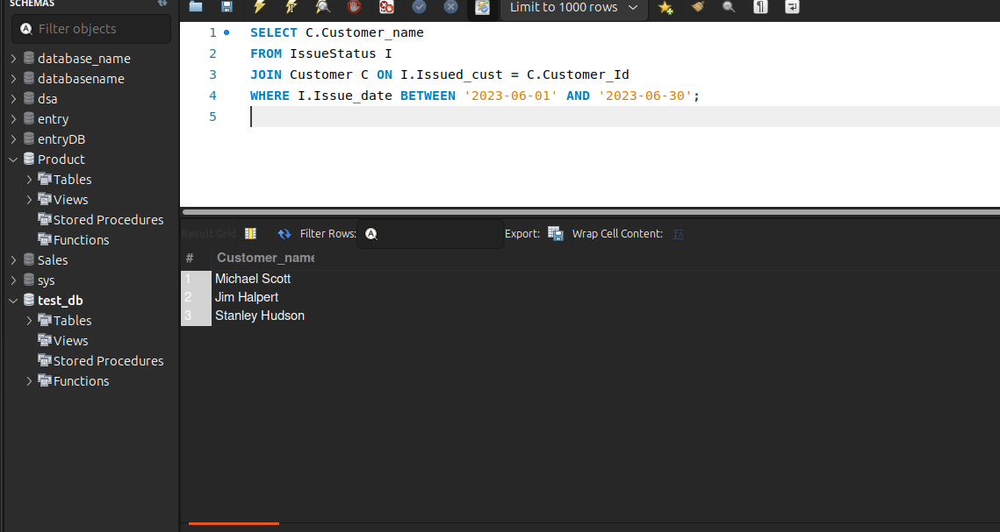 SCHEMAS
Filter objects
database_name
databasename
dsa
entry
entryDB
Product
Tables
Views
Stored Procedures
Functions
Sales
sys
test_db
Tables
Views
Stored Procedures
Functions
Limit to 1000 rows
1 SELECT C.Customer_name
2 FROM IssueStatus I
3 JOIN Customer C ON I.Issued_cust = C.Customer_Id
4 WHERE I.Issue_date BETWEEN '2023-06-01' AND '2023-06-30';
5
Result Grid Filter Rows: Export: Wrap Cell Content:
# Customer_name
1 Michael Scott
2 Jim Halpert
3 Stanley Hudson